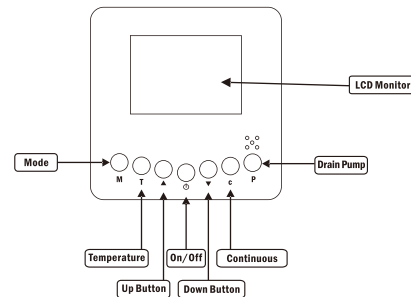 LCD Monitor
Mode
Drain Pump
M T ▲ ▼ c P
Temperature
On/Off
Continuous
Up Button
Down Button